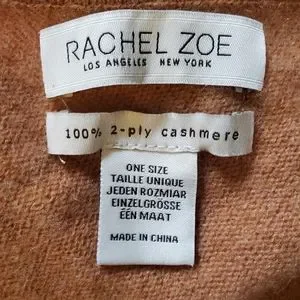 RACHEL ZOE
LOS ANGELES NEW YORK
100% 2-ply cashmere
ONE SIZE
TAILLE UNIQUE
JEDEN ROZMIAR
EINZELGRÖSSE
ÉÉN MAAT
MADE IN CHINA